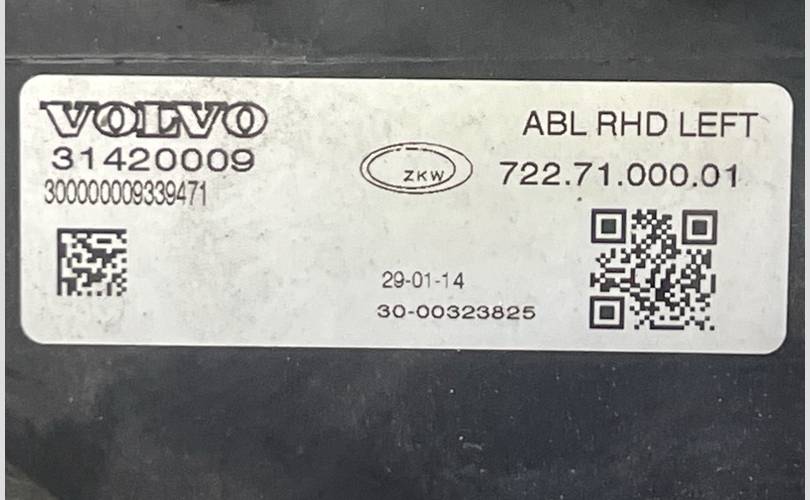 VOLVO
31420009
300000009339471
ZKW
ABL RHD LEFT
722.71.000.01
29-01-14
30-00323825